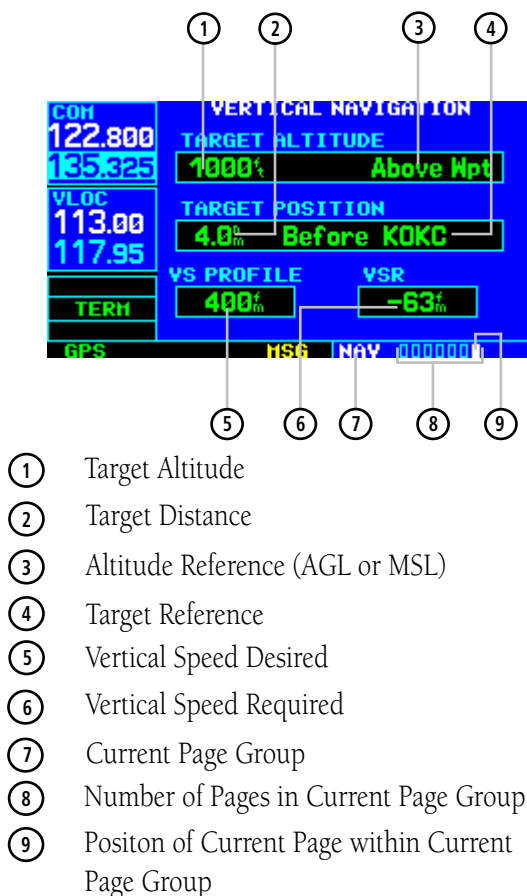 1 2 3 4
COM
122.800
135.325
VLOC
113.00
117.95
TERM
GPS
VERTICAL NAVIGATION
TARGET ALTITUDE
1000ft Above Wpt
TARGET POSITION
4.0nm Before KOKC
VS PROFILE VSR
400fm -63fm
MSG NAV
5 6 7 8 9
1 Target Altitude
2 Target Distance
3 Altitude Reference (AGL or MSL)
4 Target Reference
5 Vertical Speed Desired
6 Vertical Speed Required
7 Current Page Group
8 Number of Pages in Current Page Group
9 Positon of Current Page within Current
Page Group